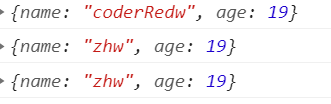 {name: "coderRedw", age: 19}
{name: "zhw", age: 19}
{name: "zhw", age: 19}